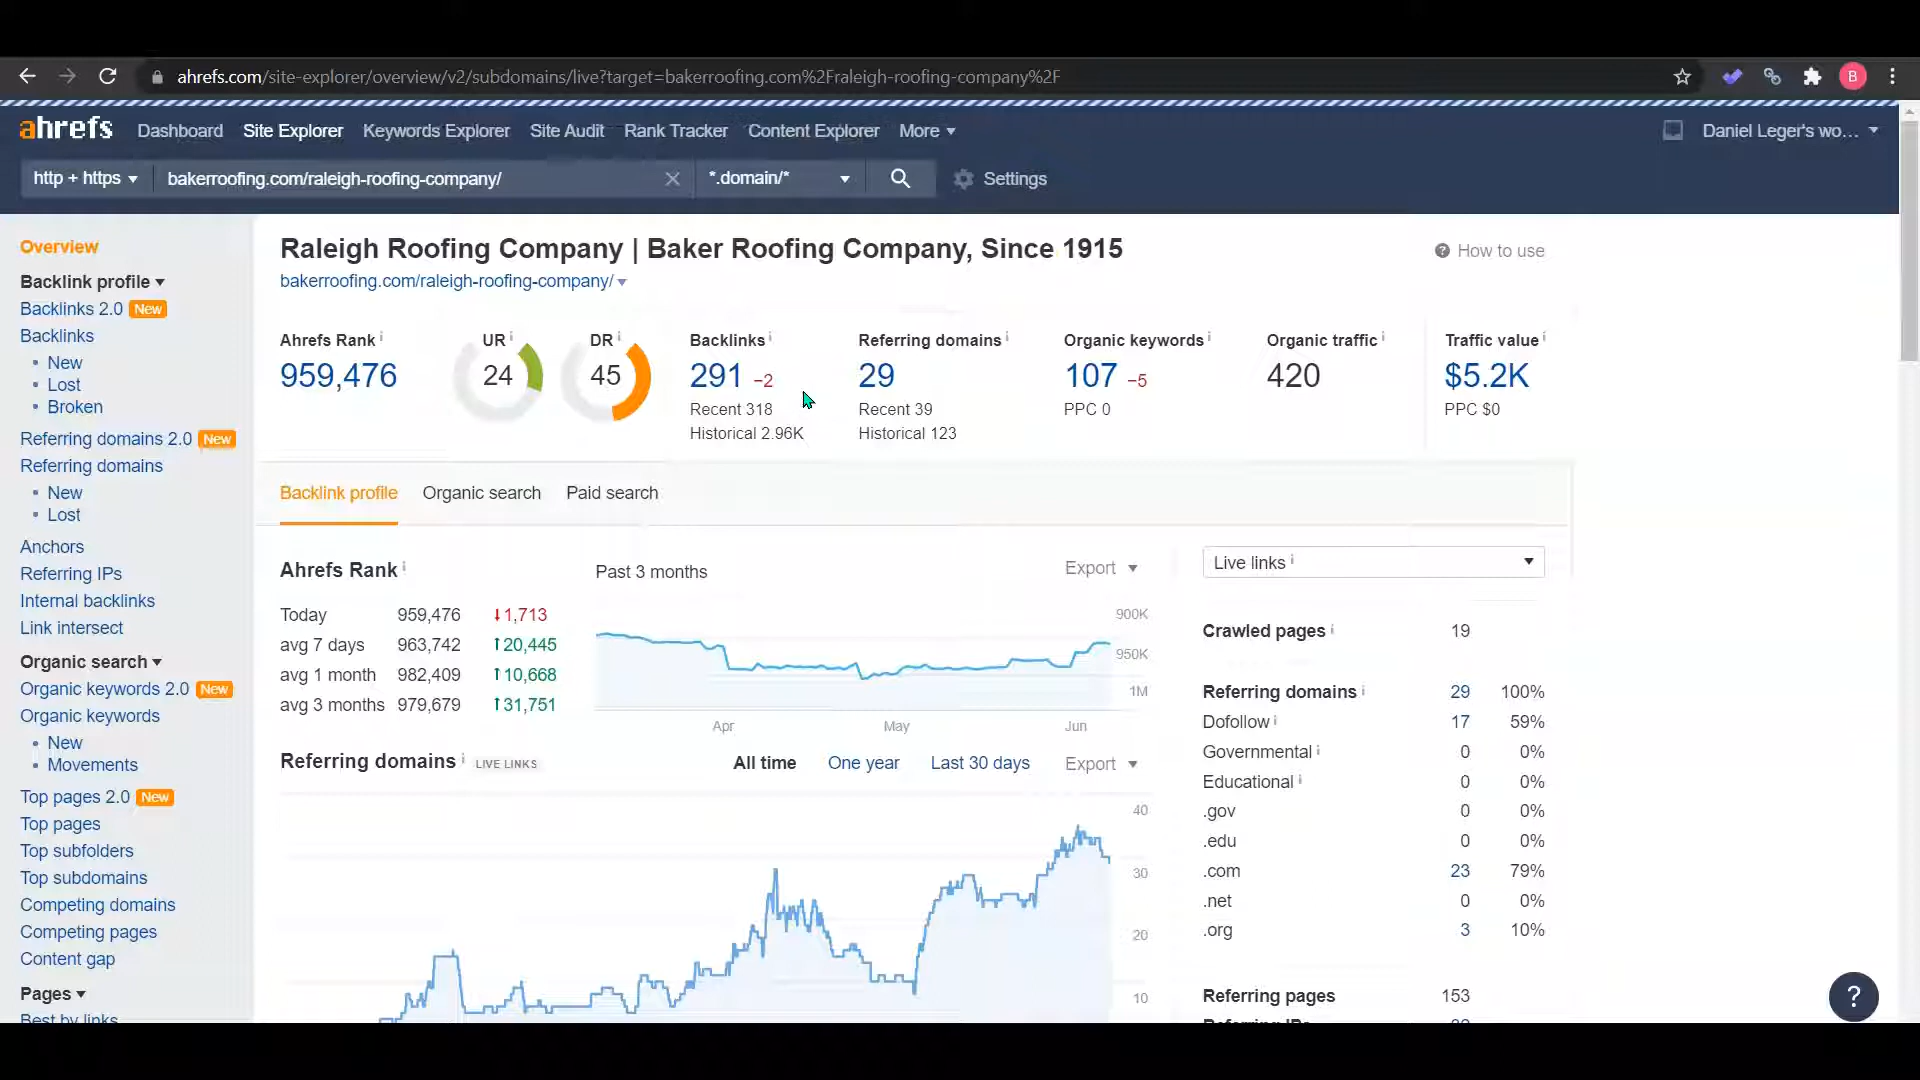 ahrefs.com/site-explorer/overview/v2/subdomains/live?target=bakerroofing.com%2Fraleigh-roofing-company%2F
B
ahrefs Dashboard Site Explorer Keywords Explorer Site Audit Rank Tracker Content Explorer More Daniel Leger's wo...
http + https bakerroofing.com/raleigh-roofing-company/ *.domain/* Settings
Overview
Backlink profile
Backlinks 2.0 New
Backlinks
New
Lost
Broken
Referring domains 2.0 New
Referring domains
New
Lost
Anchors
Referring IPs
Internal backlinks
Link intersect
Organic search
Organic keywords 2.0 New
Organic keywords
New
Movements
Top pages 2.0 New
Top pages
Top subfolders
Top subdomains
Competing domains
Competing pages
Content gap
Pages
Best by links
Raleigh Roofing Company | Baker Roofing Company, Since 1915
How to use
bakerroofing.com/raleigh-roofing-company/
Ahrefs Rank
959,476
UR
24
DR
45
Backlinks
291 −2
Recent 318
Historical 2.96K
Referring domains
29
Recent 39
Historical 123
Organic keywords
107 −5
PPC 0
Organic traffic
420
Traffic value
$5.2K
PPC $0
Backlink profile Organic search Paid search
Ahrefs Rank
Past 3 months
Export
Today 959,476 1,713
avg 7 days 963,742 20,445
avg 1 month 982,409 10,668
avg 3 months 979,679 31,751
900K
950K
1M
Apr May Jun
Referring domains LIVE LINKS
All time One year Last 30 days Export
40
30
20
10
Live links
Crawled pages 19
Referring domains 29 100%
Dofollow 17 59%
Governmental 0 0%
Educational 0 0%
.gov 0 0%
.edu 0 0%
.com 23 79%
.net 0 0%
.org 3 10%
Referring pages 153
Referring IPs
?